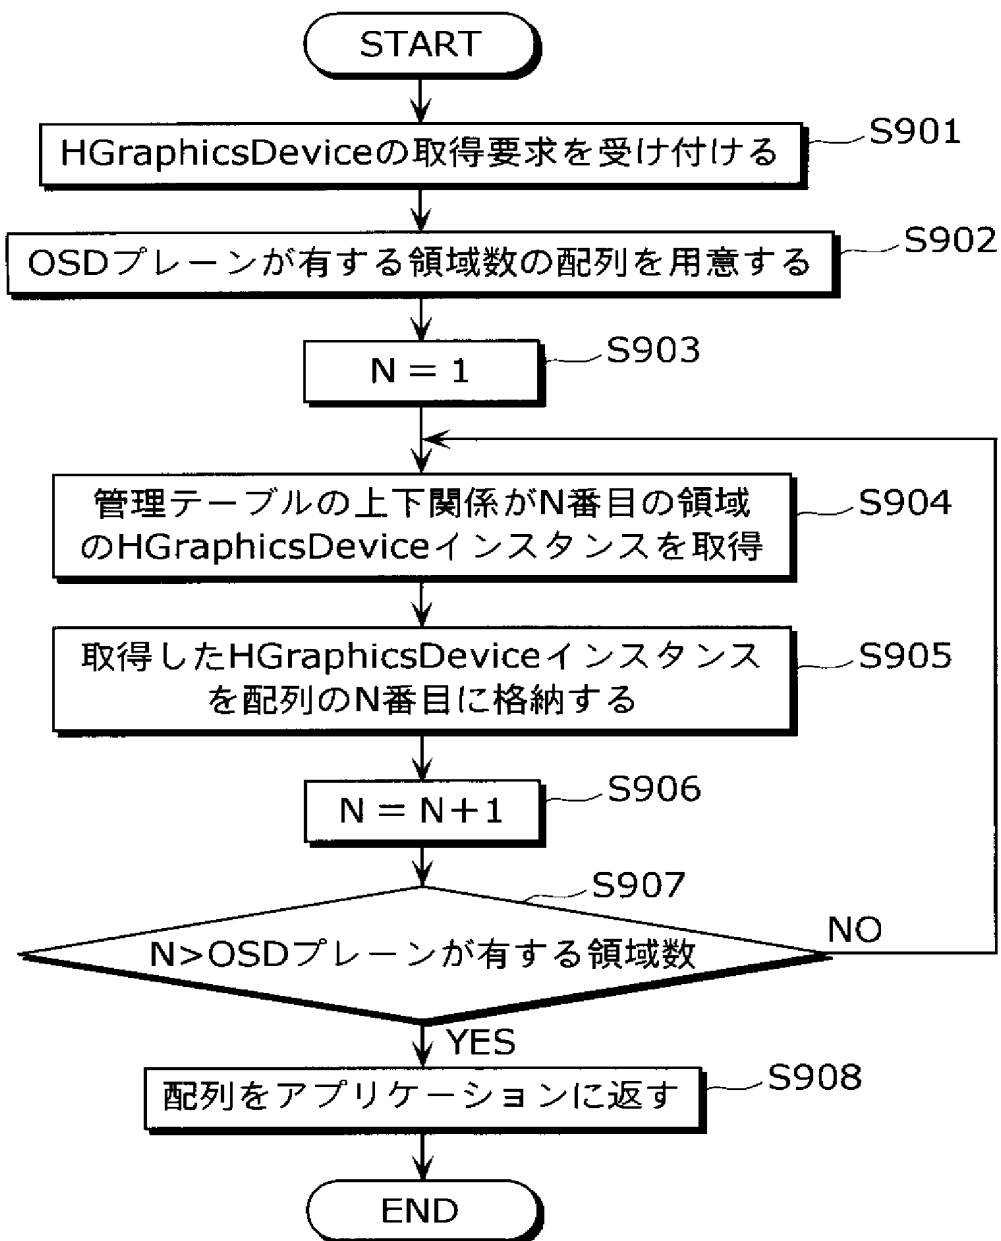 START
HGraphicsDeviceの取得要求を受け付ける
S901
OSDプレーンが有する領域数の配列を用意する
S902
N = 1
S903
管理テーブルの上下関係がN番目の領域
のHGraphicsDeviceインスタンスを取得
S904
取得したHGraphicsDeviceインスタンス
を配列のN番目に格納する
S905
N = N+1
S906
S907
N>OSDプレーンが有する領域数
NO
YES
配列をアプリケーションに返す
S908
END